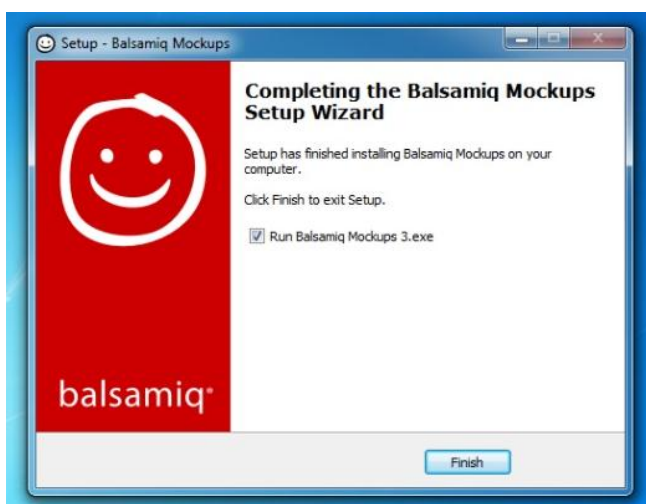 Setup - Balsamiq Mockups
Completing the Balsamiq Mockups
Setup Wizard
Setup has finished installing Balsamiq Mockups on your
computer.
Click Finish to exit Setup.
Run Balsamiq Mockups 3.exe
balsamiq®
Finish